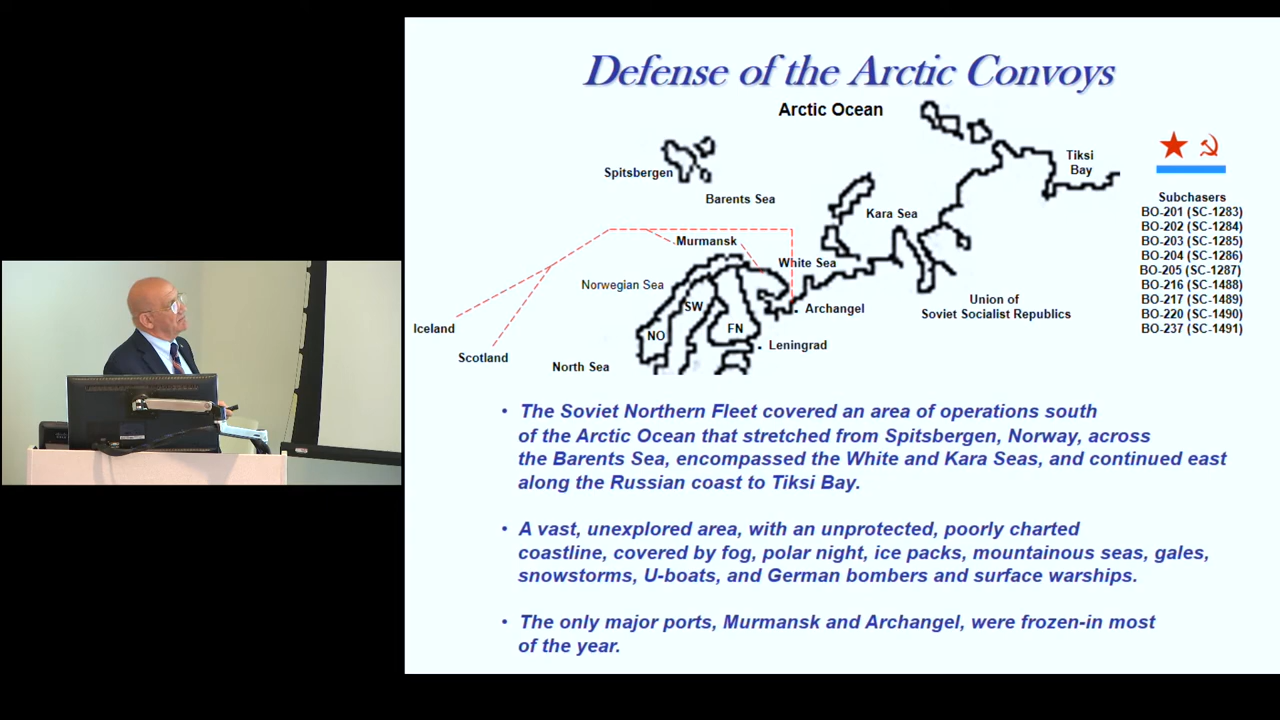 Defense of the Arctic Convoys
Arctic Ocean
Spitsbergen
Barents Sea
Kara Sea
Tiksi
Bay
Murmansk
White Sea
Norwegian Sea
SW
NO
FN
Archangel
Leningrad
Iceland
Scotland
North Sea
Union of
Soviet Socialist Republics
Subchasers
BO-201 (SC-1283)
BO-202 (SC-1284)
BO-203 (SC-1285)
BO-204 (SC-1286)
BO-205 (SC-1287)
BO-216 (SC-1488)
BO-217 (SC-1489)
BO-220 (SC-1490)
BO-237 (SC-1491)
• The Soviet Northern Fleet covered an area of operations south
of the Arctic Ocean that stretched from Spitsbergen, Norway, across
the Barents Sea, encompassed the White and Kara Seas, and continued east
along the Russian coast to Tiksi Bay.
• A vast, unexplored area, with an unprotected, poorly charted
coastline, covered by fog, polar night, ice packs, mountainous seas, gales,
snowstorms, U-boats, and German bombers and surface warships.
• The only major ports, Murmansk and Archangel, were frozen-in most
of the year.